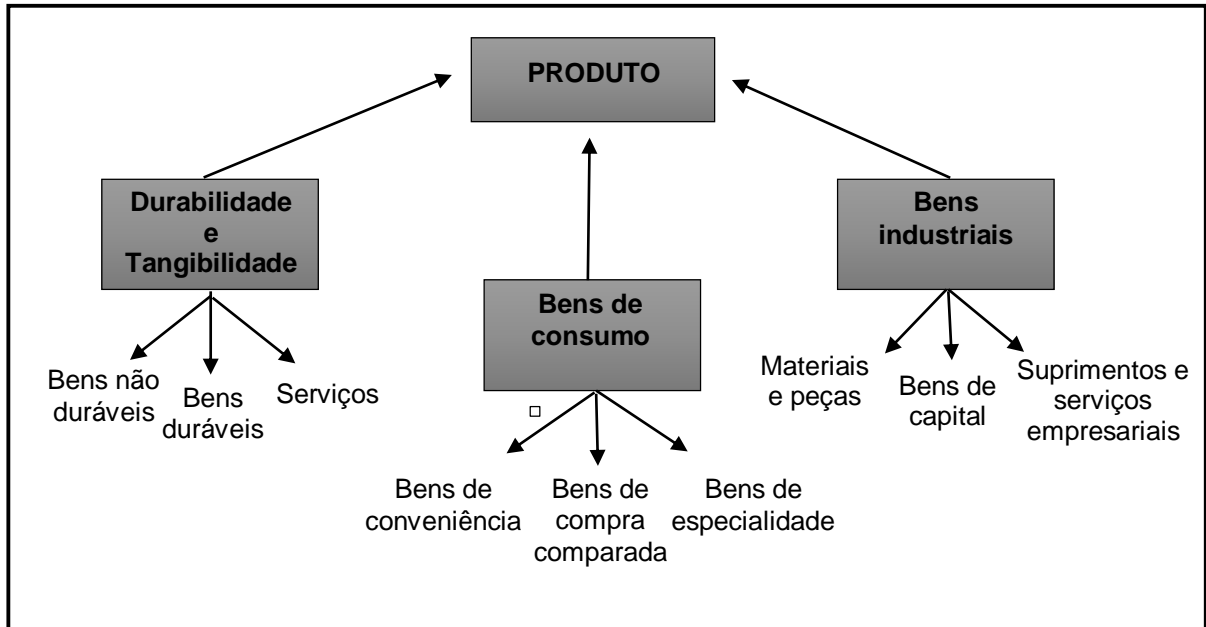 PRODUTO
Durabilidade
e
Tangibilidade
Bens não
duráveis
Bens
duráveis
Serviços
Bens de
consumo
Bens de
conveniência
Bens de
compra
comparada
Bens de
especialidade
Bens
industriais
Materiais
e peças
Bens de
capital
Suprimentos e
serviços
empresariais